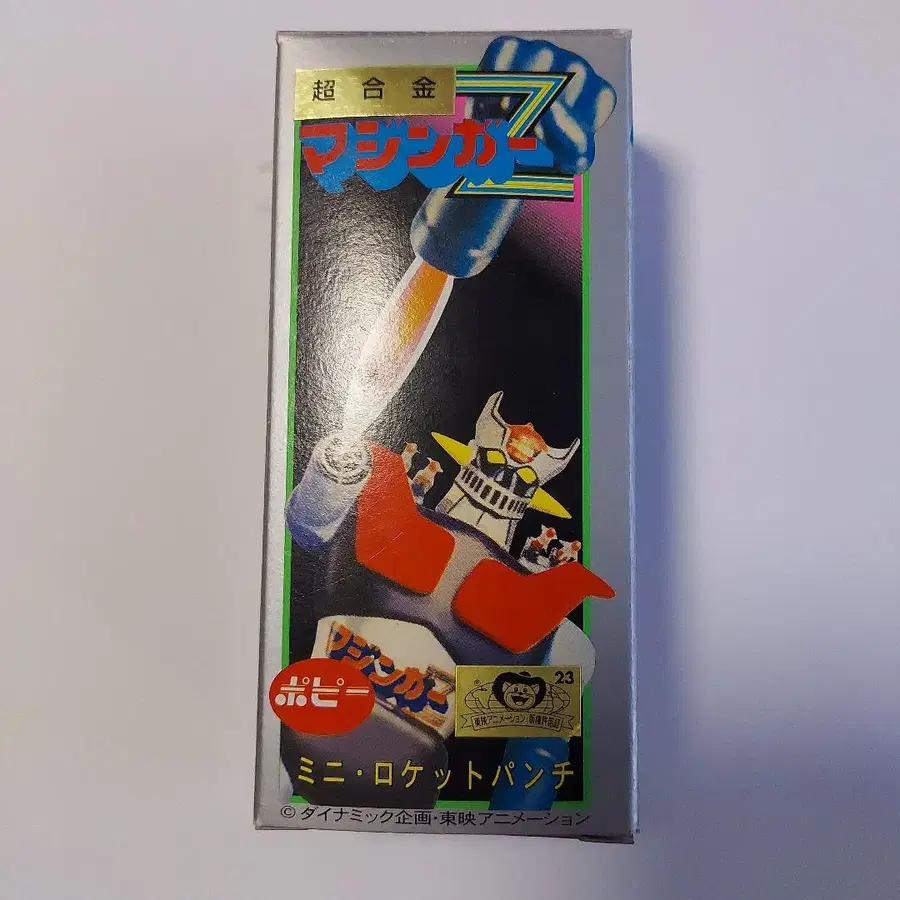 超合金
マジンガーZ
マジンガーZ
ポピー
23
®
東映アニメーション 版権許諾証
ミニ・ロケットパンチ
© ダイナミック企画・東映アニメーション